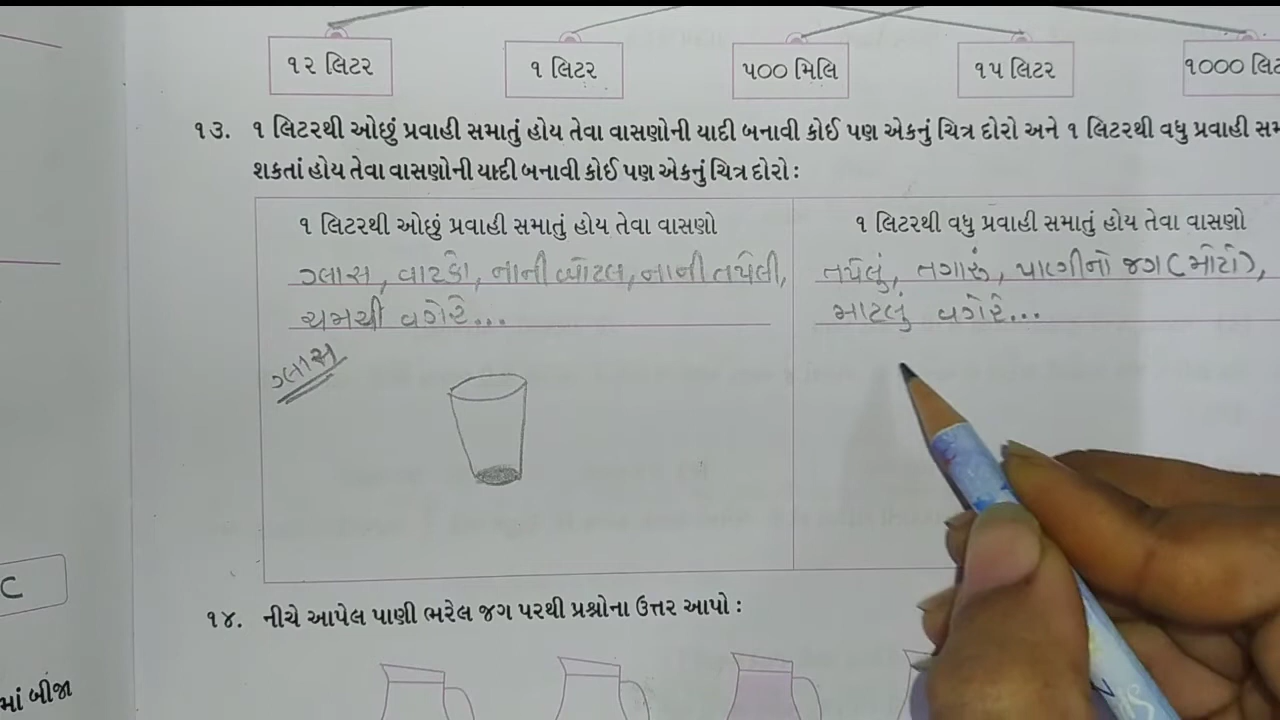 ૧૨ લિટર
૧ લિટર
૫૦૦ મિલિ
૧૫ લિટર
૧૦૦૦ લિટ
૧૩. ૧ લિટરથી ઓછું પ્રવાહી સમાતું હોય તેવા વાસણોની યાદી બનાવી કોઈ પણ એકનું ચિત્ર દોરો અને ૧ લિટરથી વધુ પ્રવાહી સમ
શકતાં હોય તેવા વાસણોની યાદી બનાવી કોઈ પણ એકનું ચિત્ર દોરો :
૧ લિટરથી ઓછું પ્રવાહી સમાતું હોય તેવા વાસણો
ગ્લાસ, વાટકો, નાની બોટલ, નાની તપેલી,
ચમચી વગેરે...
ગ્લાસ
૧ લિટરથી વધુ પ્રવાહી સમાતું હોય તેવા વાસણો
તપેલું, તગારું, પાણીનો જગ (મોટો),
માટલું વગેરે...
૧૪. નીચે આપેલ પાણી ભરેલ જગ પરથી પ્રશ્નોના ઉત્તર આપો :
C
માં બીજા